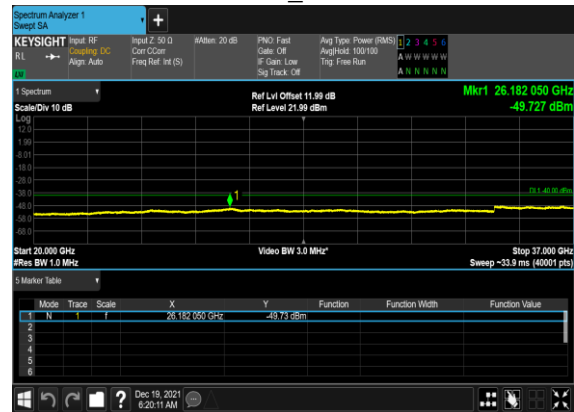 Spectrum Analyzer 1
Swept SA
+
KEYSIGHT Input: RF Input Z: 50 Ω #Atten: 20 dB PNO: Fast Avg Type: Power (RMS) 1 2 3 4 5 6
RL Coupling: DC Corr CCorr Gate: Off Avg|Hold: 100/100 A W W W W W
Align: Auto Freq Ref: Int (S) IF Gain: Low Trig: Free Run
Sig Track: Off A N N N N N
1 Spectrum Ref Lvl Offset 11.99 dB Mkr1 26.182 050 GHz
Scale/Div 10 dB Ref Level 21.99 dBm -49.727 dBm
Log
12.0
1.99
-8.01
-18.0
-28.0
-38.0 DL1 -40.00 dBm
1
-48.0
-58.0
-68.0
Start 20.000 GHz Video BW 3.0 MHz* Stop 37.000 GHz
#Res BW 1.0 MHz Sweep ~33.9 ms (40001 pts)
5 Marker Table
Mode Trace Scale X Y Function Function Width Function Value
1 N 1 f 26.182 050 GHz -49.73 dBm
2
3
4
5
6
? Dec 19, 2021
6:20:11 AM